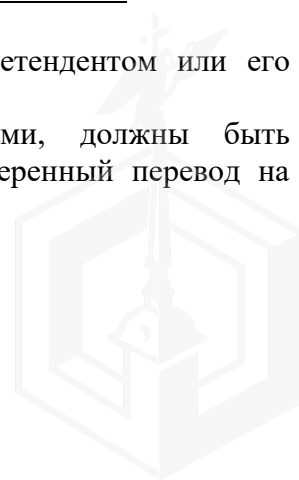 етендентом или его
ми, должны быть
еренный перевод на